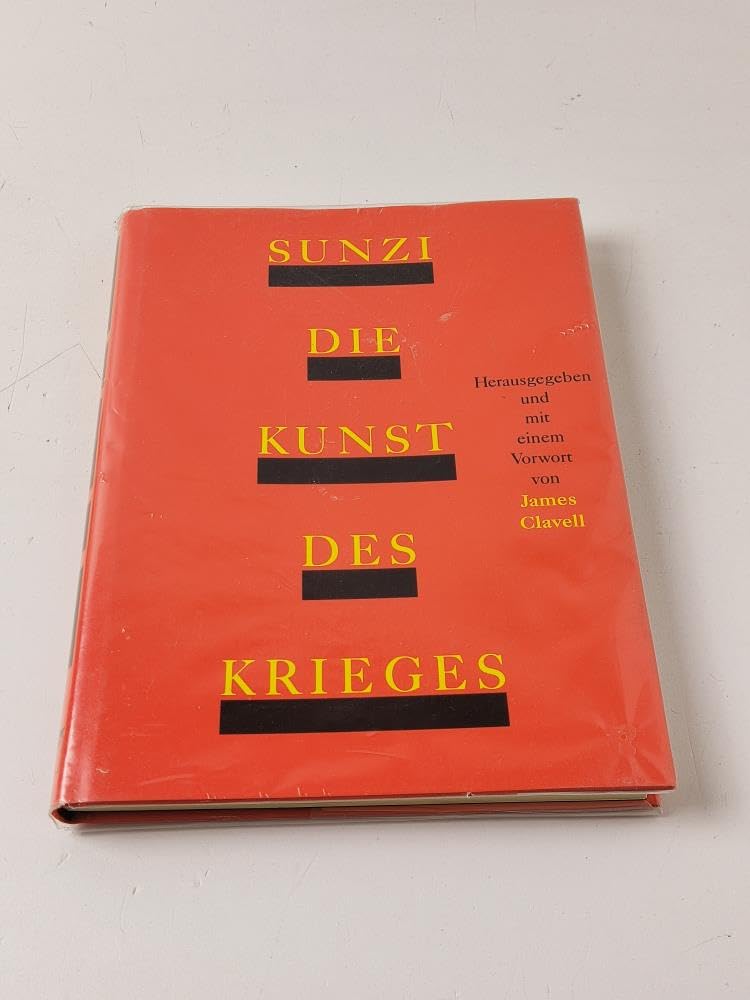 SUNZI
DIE
KUNST
DES
KRIEGES
Herausgegeben
und
mit
einem
Vorwort
von
James
Clavell